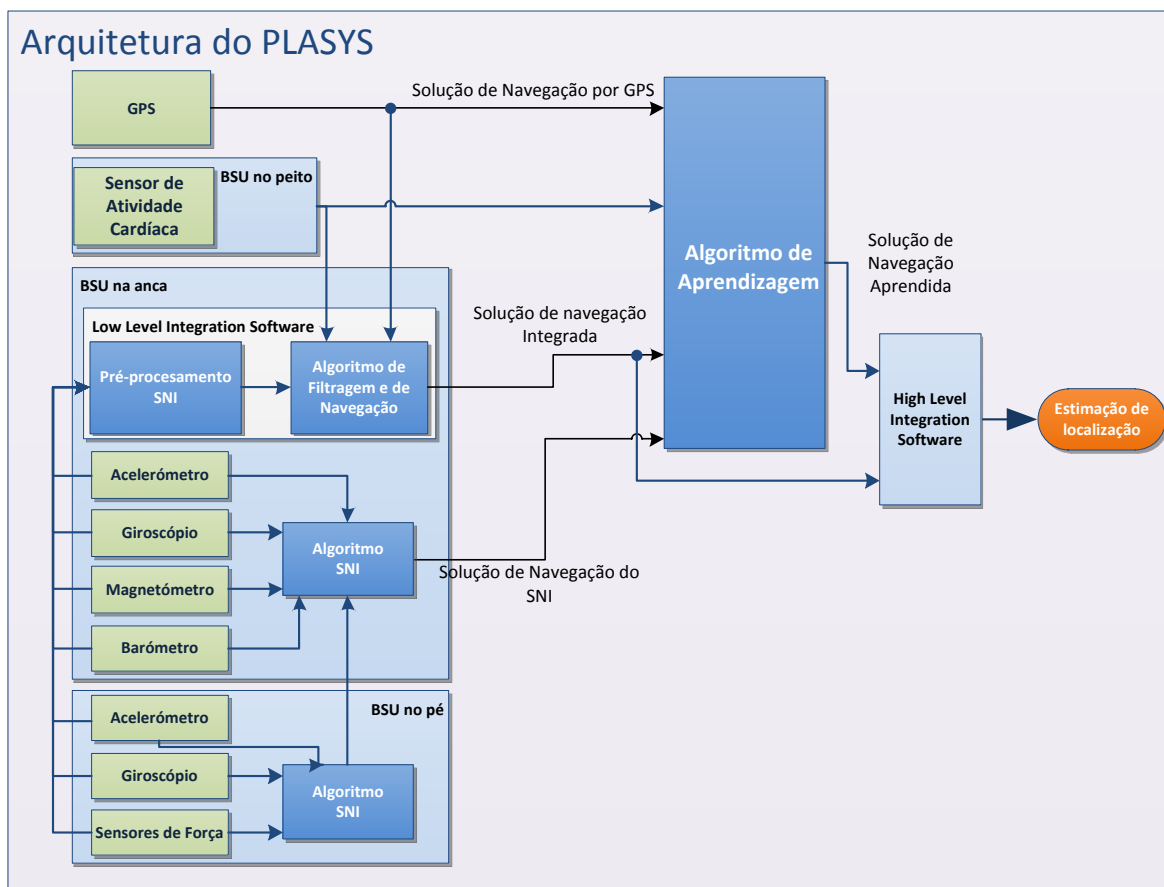 Arquitetura do PLASYS
GPS
Solução de Navegação por GPS
BSU no peito
Sensor de
Atividade
Cardíaca
Algoritmo de
Aprendizagem
Solução de
Navegação
Aprendida
BSU na anca
Low Level Integration Software
Pré-procesamento
SNI
Algoritmo de
Filtragem e de
Navegação
Solução de navegação
Integrada
High Level
Integration
Software
Estimação de
localização
Acelerómetro
Giroscópio
Magnetómetro
Barómetro
Algoritmo
SNI
Solução de Navegação do
SNI
BSU no pé
Acelerómetro
Giroscópio
Sensores de Força
Algoritmo
SNI